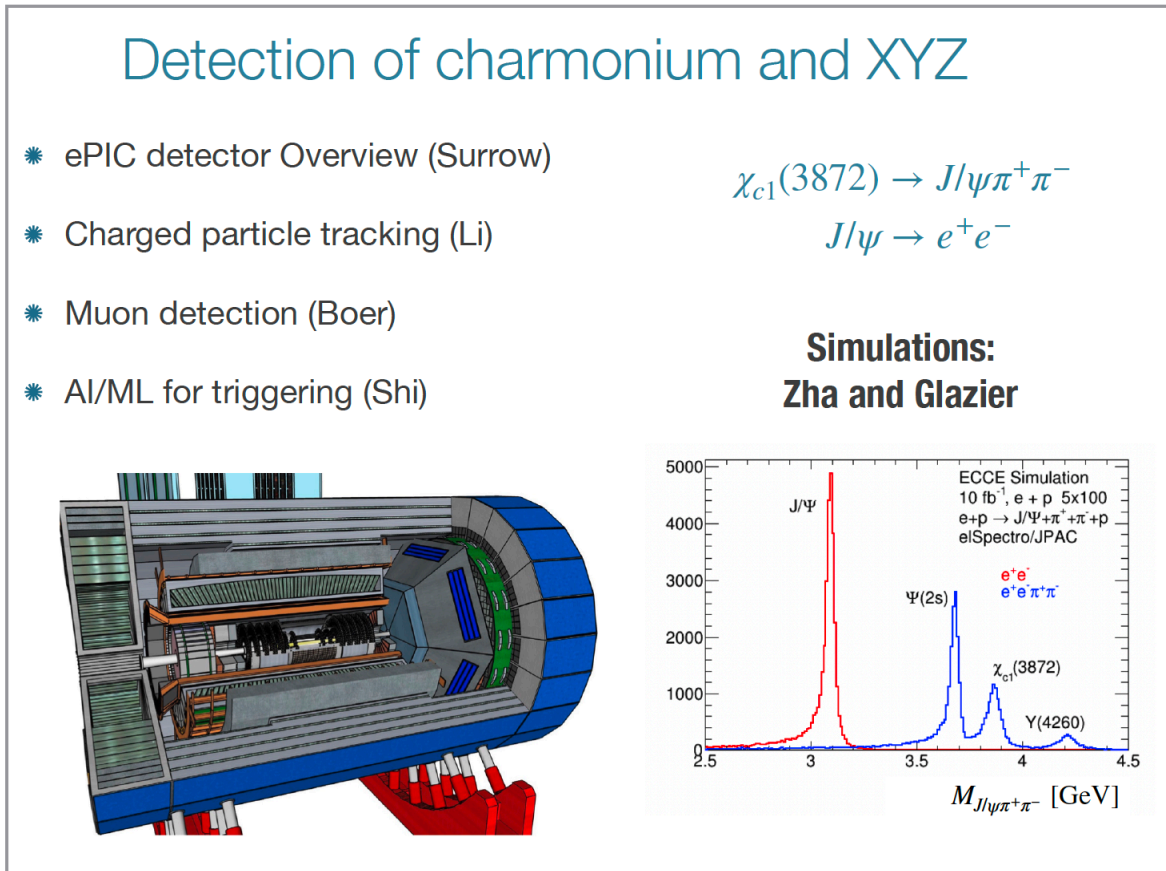 Detection of charmonium and XYZ
ePIC detector Overview (Surrow)
Charged particle tracking (Li)
Muon detection (Boer)
AI/ML for triggering (Shi)
χc1(3872) → J/ψπ⁺π⁻
J/ψ → e⁺e⁻
Simulations:
Zha and Glazier
5000
4000
3000
2000
1000
0
ECCE Simulation
10 fb⁻¹, e + p 5x100
e+p → J/Ψ+π⁺+π⁻+p
elSpectro/JPAC
e⁺e⁻
e⁺e⁻π⁺π⁻
J/Ψ
Ψ(2s)
χc1(3872)
Y(4260)
2.5 3 3.5 4 4.5
M_J/ψπ⁺π⁻ [GeV]